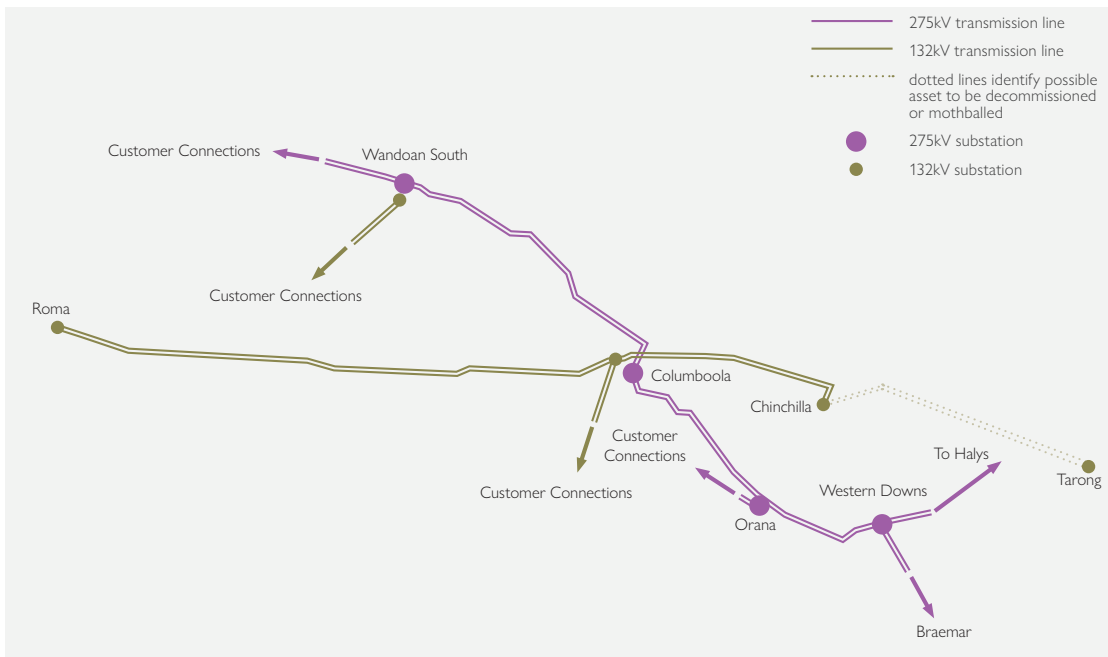 275kV transmission line
132kV transmission line
dotted lines identify possible
asset to be decommissioned
or mothballed
275kV substation
132kV substation
Customer Connections
Wandoan South
Customer Connections
Roma
Columboola
Chinchilla
Customer
Connections
Customer Connections
To Halys
Tarong
Western Downs
Orana
Braemar